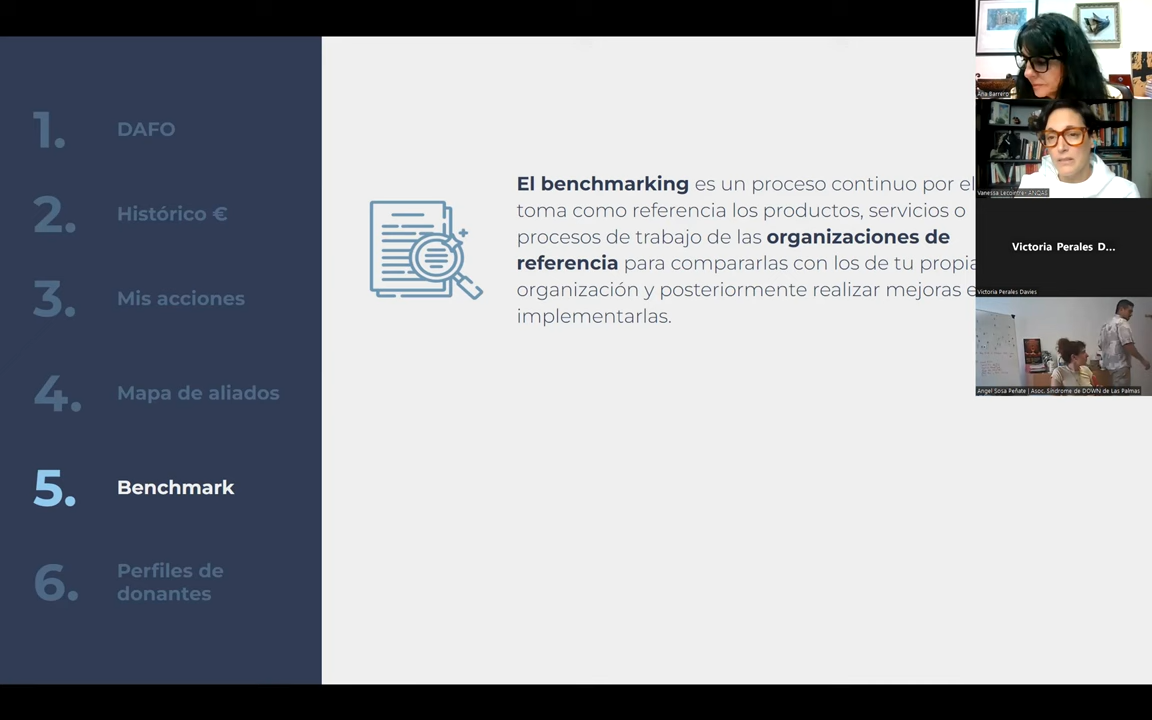 1.
DAFO
2.
Histórico €
3.
Mis acciones
4.
Mapa de aliados
5.
Benchmark
6.
Perfiles de
donantes
El benchmarking es un proceso continuo por el
toma como referencia los productos, servicios o
procesos de trabajo de las organizaciones de
referencia para compararlas con los de tu propia
organización y posteriormente realizar mejoras e
implementarlas.
Ana Barrero
Vanessa Lecointre- ANQAS
Victoria Perales D...
Victoria Perales Davies
Angel Sosa Peñate | Asoc. Síndrome de DOWN de Las Palmas